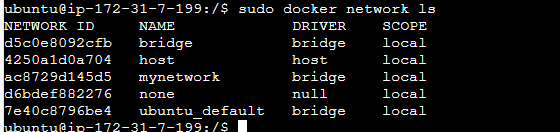 ubuntu@ip-172-31-7-199:/$ sudo docker network ls
NETWORK ID     NAME             DRIVER    SCOPE
d5c0e8092cfb   bridge           bridge    local
4250a1d0a704   host             host      local
ac8729d145d5   mynetwork        bridge    local
d6bdef882276   none             null      local
7e40c8796be4   ubuntu_default   bridge    local
ubuntu@ip-172-31-7-199:/$